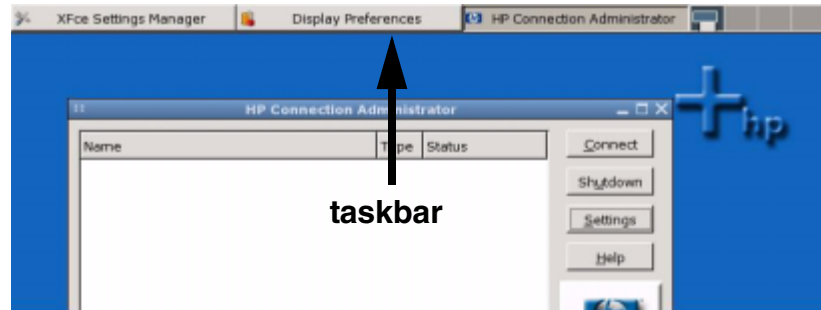 XFce Settings Manager
Display Preferences
HP Connection Administrator
HP Connection Administrator
Name Type Status
Connect
Shutdown
Settings
Help
hp
taskbar